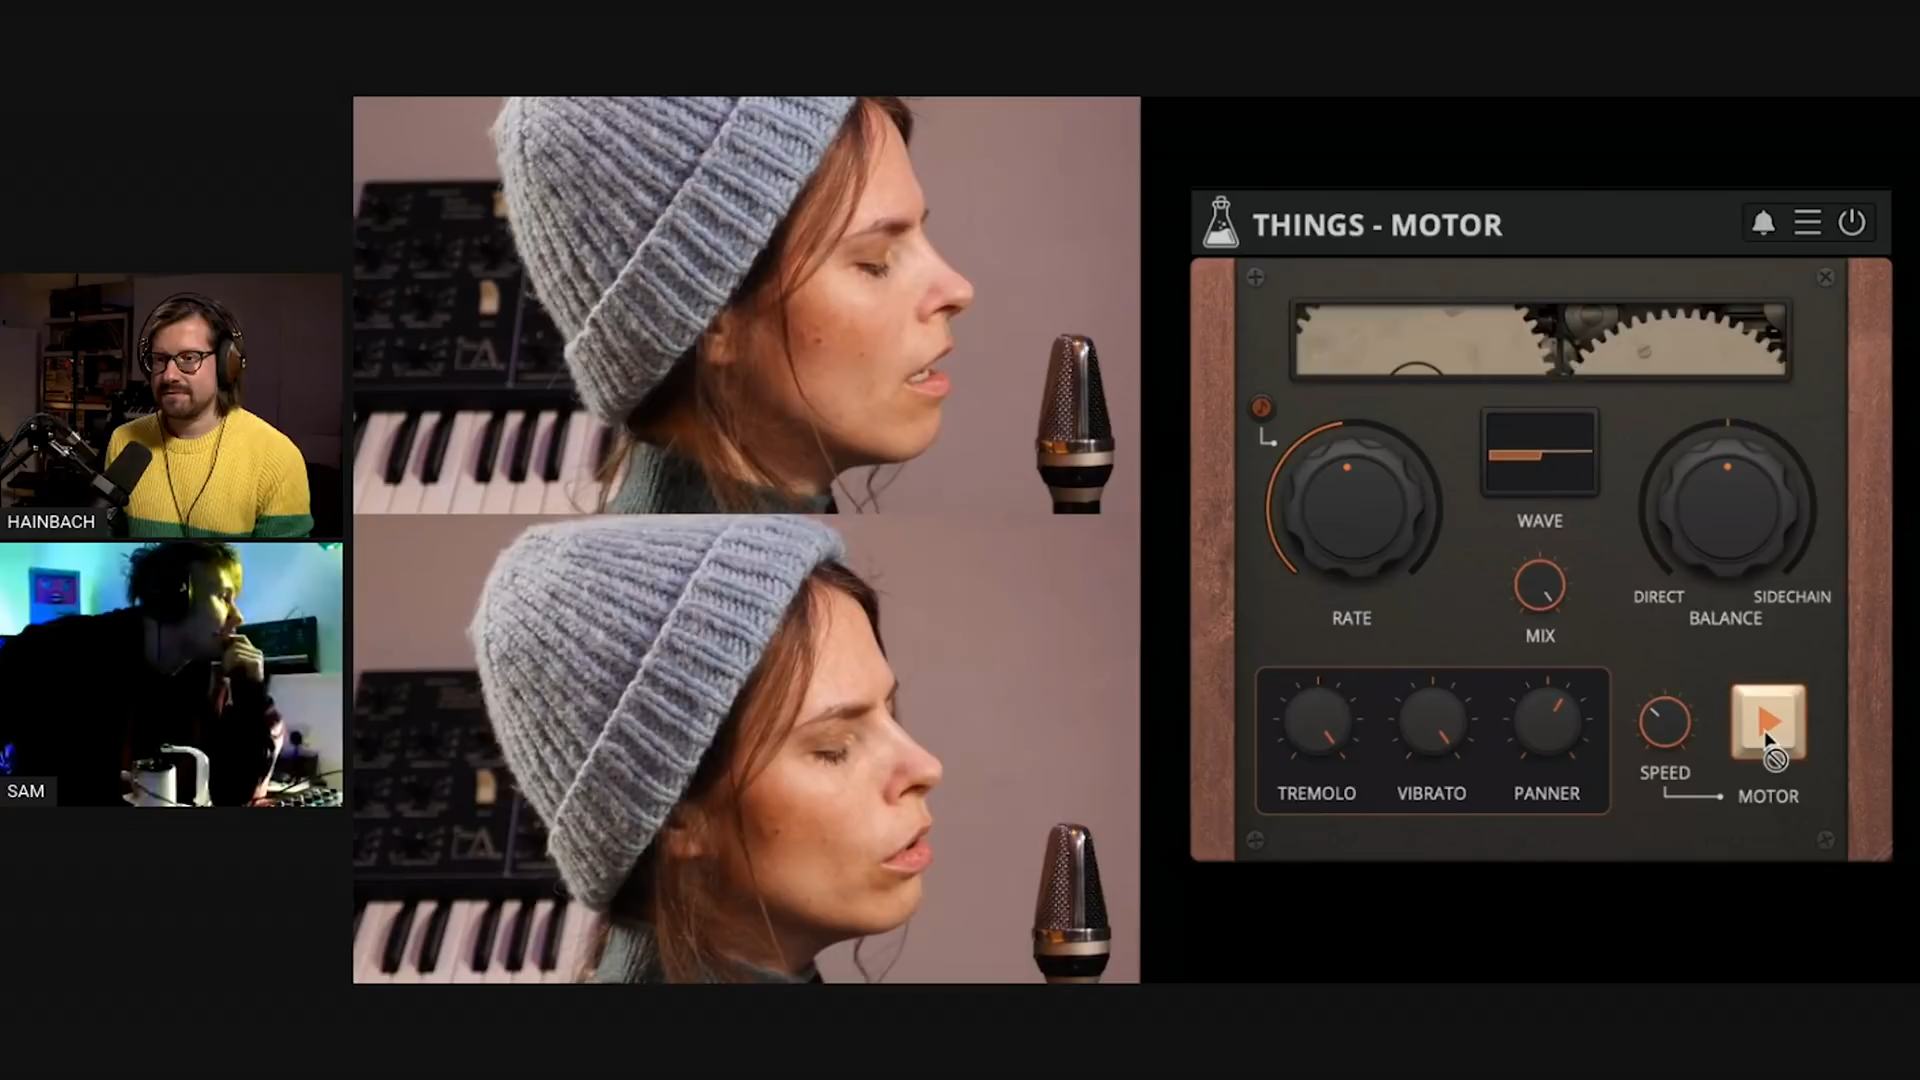 THINGS - MOTOR
HAINBACH
SAM
WAVE
RATE
MIX
DIRECT
SIDECHAIN
BALANCE
TREMOLO
VIBRATO
PANNER
SPEED
MOTOR